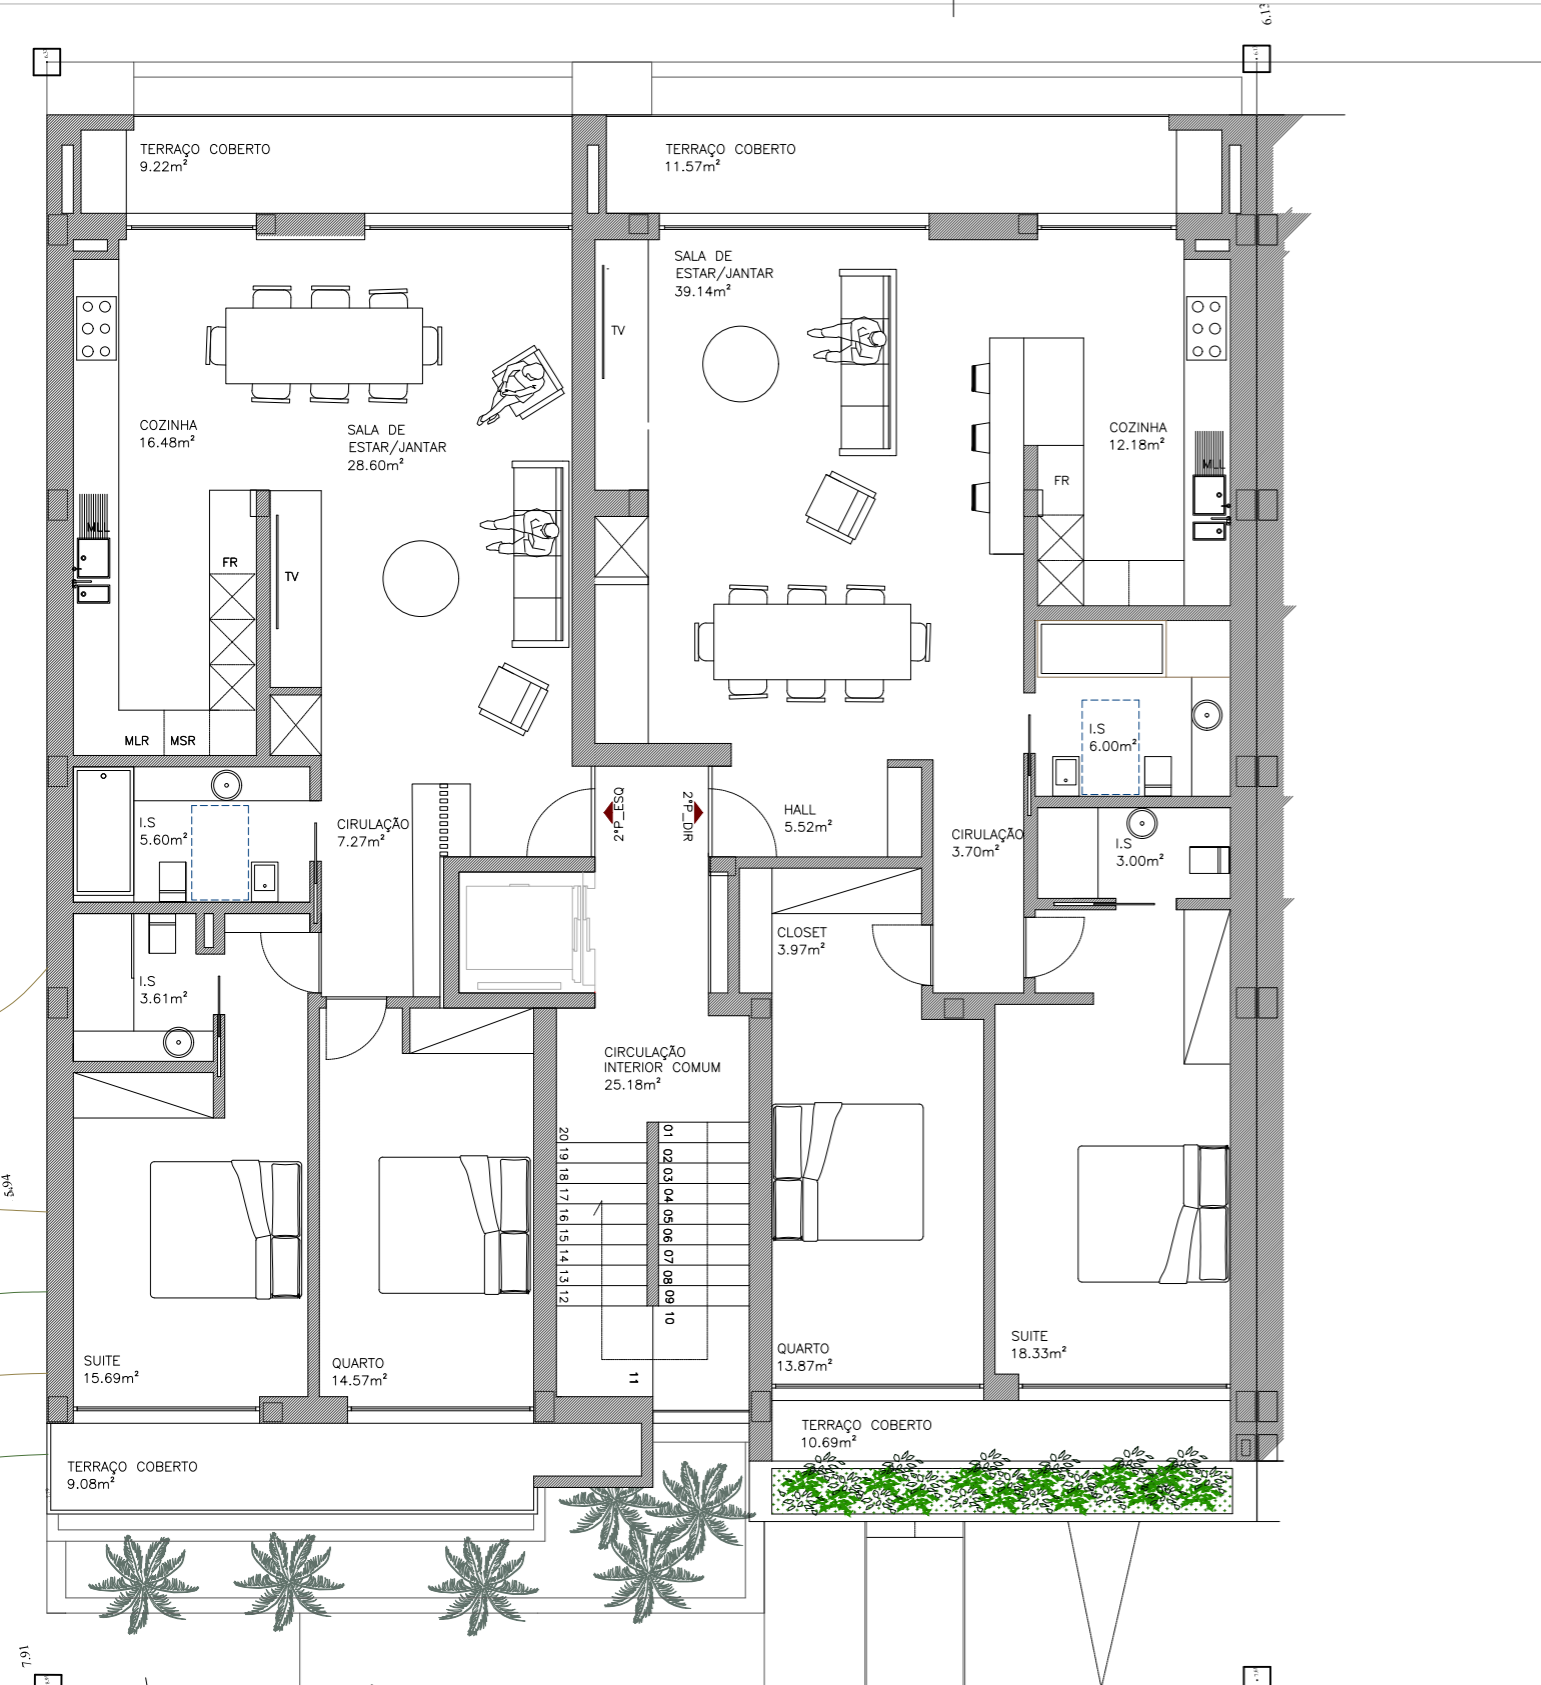 6.13
TERRAÇO COBERTO
9.22m²
TERRAÇO COBERTO
11.57m²
SALA DE
ESTAR/JANTAR
39.14m²
TV
COZINHA
16.48m²
SALA DE
ESTAR/JANTAR
28.60m²
COZINHA
12.18m²
MLL
FR
MLL
FR
TV
MLR
MSR
I.S
6.00m²
I.S
5.60m²
CIRULAÇÃO
7.27m²
2ºP_ESQ
2ºP_DIR
HALL
5.52m²
CIRULAÇÃO
3.70m²
I.S
3.00m²
CLOSET
3.97m²
I.S
3.61m²
CIRCULAÇÃO
INTERIOR COMUM
25.18m²
20 01
19 02
18 03
17 04
16 05
15 06
14 07
13 08
12 09
10
11
5.94
SUITE
15.69m²
QUARTO
14.57m²
QUARTO
13.87m²
SUITE
18.33m²
TERRAÇO COBERTO
10.69m²
TERRAÇO COBERTO
9.08m²
7.91